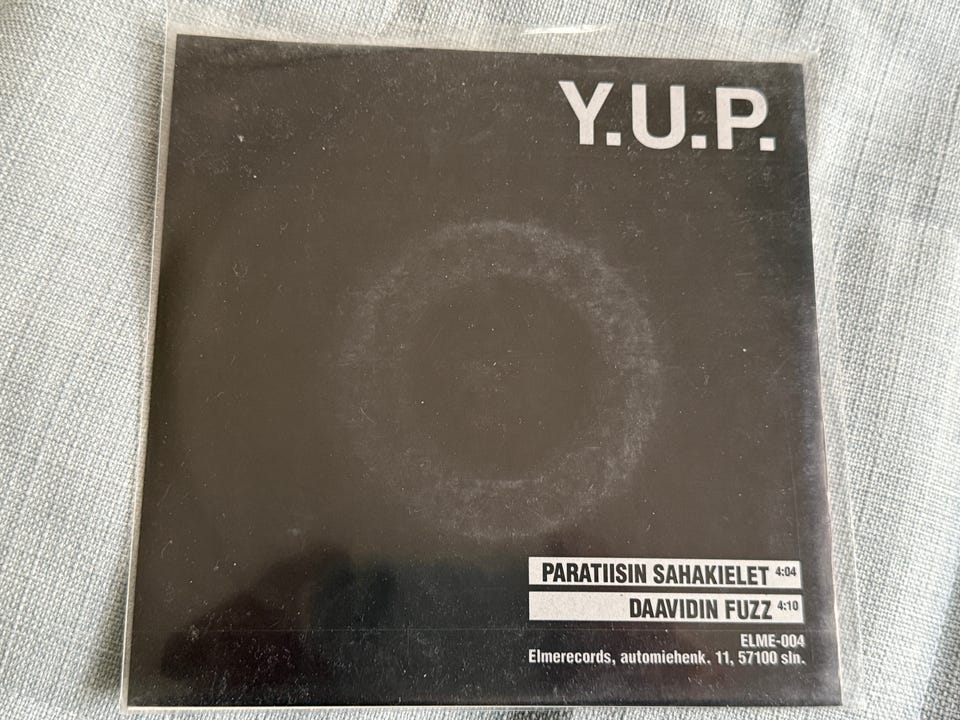 Y.U.P.
PARATIISIN SAHAKIELET 4:04
DAAVIDIN FUZZ 4:10
ELME-004
Elmerecords, automiehenk. 11, 57100 sln.